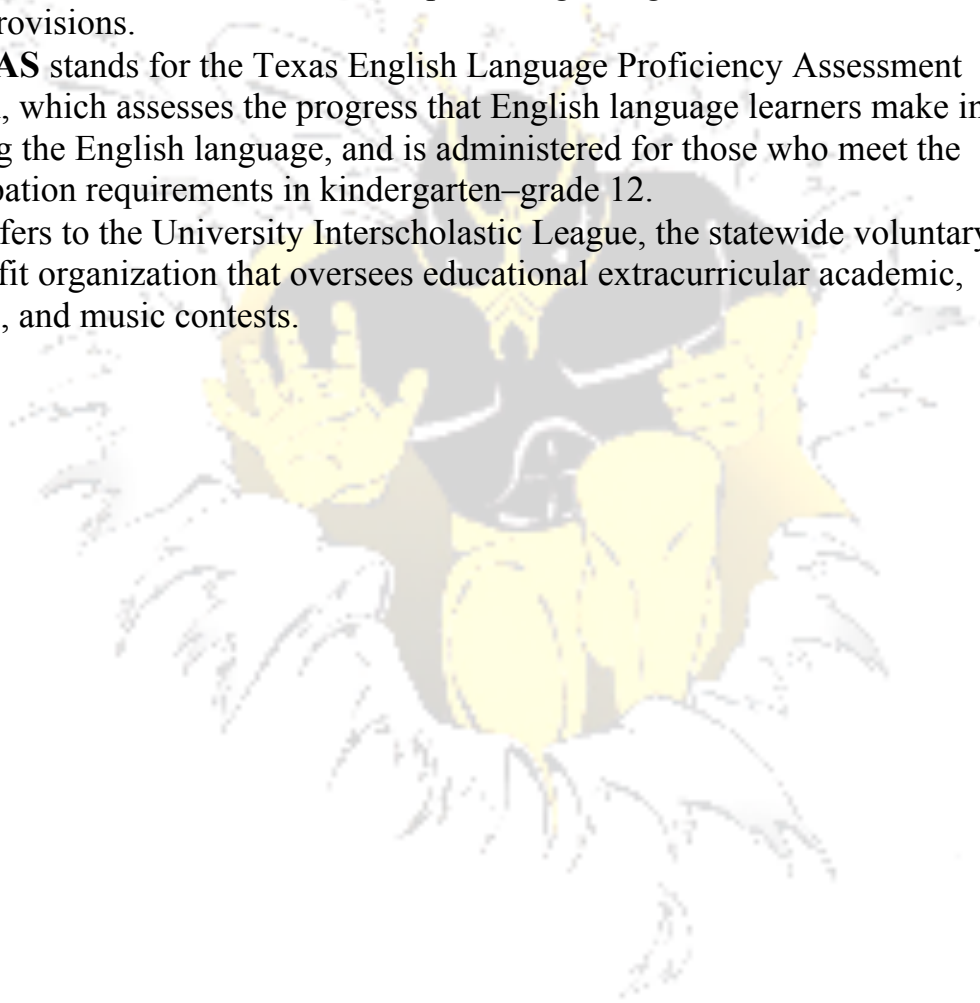 rovisions.
AS stands for the Texas English Language Proficiency Assessment
, which assesses the progress that English language learners make in
g the English language, and is administered for those who meet the
pation requirements in kindergarten–grade 12.
fers to the University Interscholastic League, the statewide voluntary
fit organization that oversees educational extracurricular academic,
, and music contests.